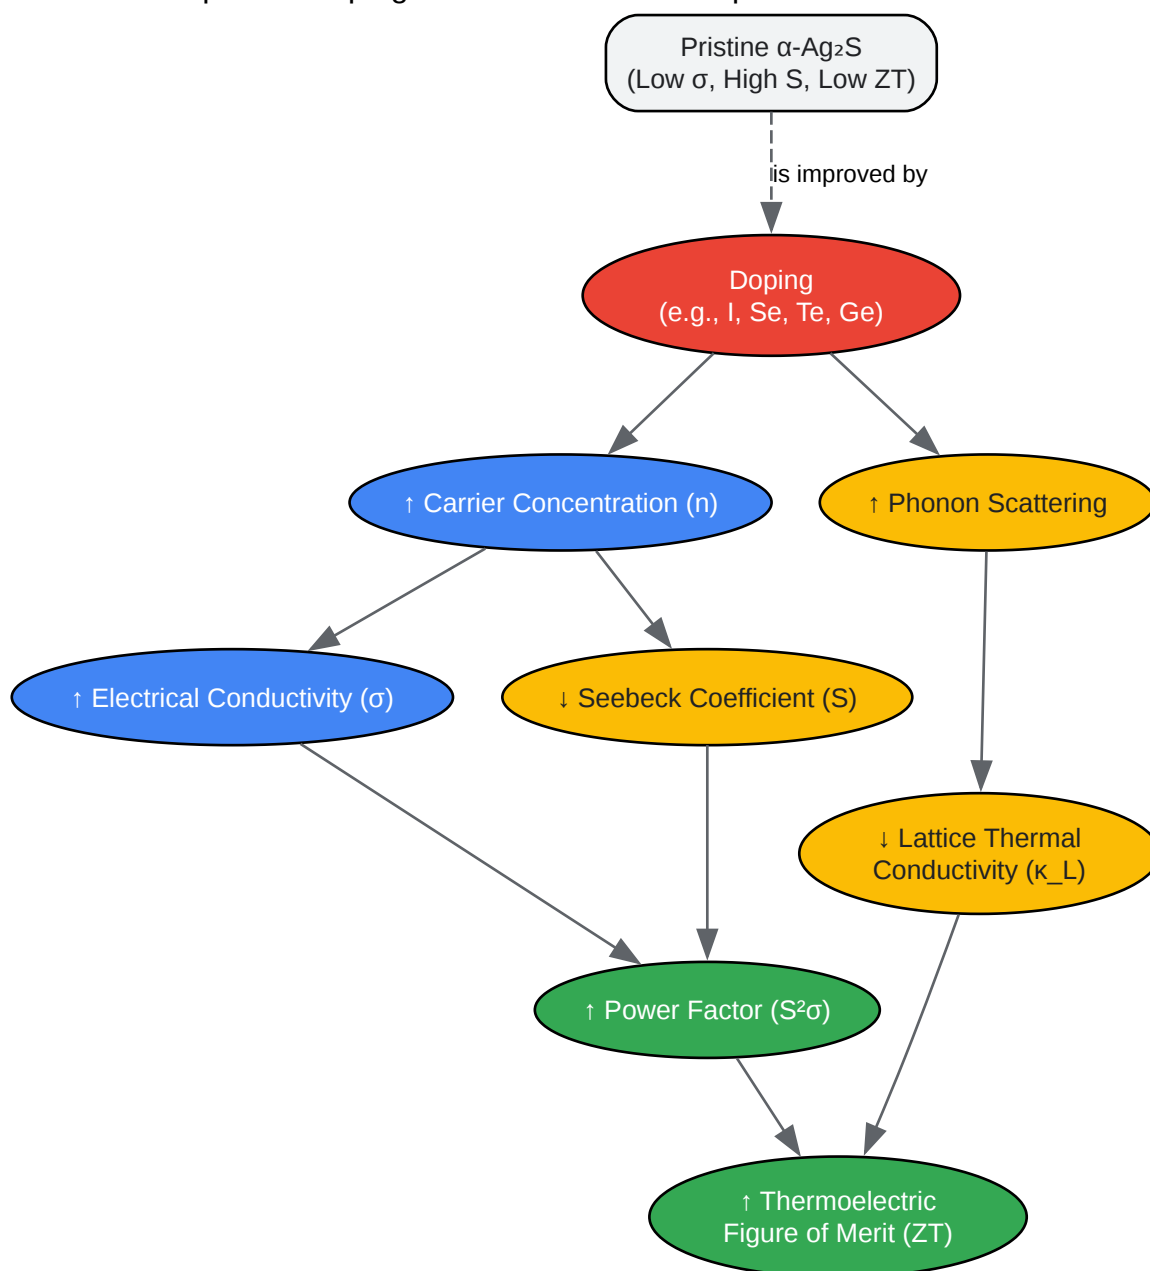 Pristine α-Ag₂S
(Low σ, High S, Low ZT)
is improved by
Doping
(e.g., I, Se, Te, Ge)
↑ Carrier Concentration (n)
↑ Phonon Scattering
↑ Electrical Conductivity (σ)
↓ Seebeck Coefficient (S)
↓ Lattice Thermal
Conductivity (κ_L)
↑ Power Factor (S²σ)
↑ Thermoelectric
Figure of Merit (ZT)